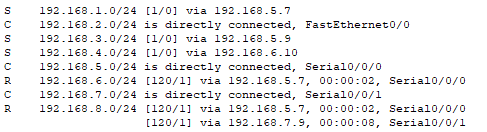 S 192.168.1.0/24 [1/0] via 192.168.5.7
C 192.168.2.0/24 is directly connected, FastEthernet0/0
S 192.168.3.0/24 [1/0] via 192.168.5.9
S 192.168.4.0/24 [1/0] via 192.168.6.10
C 192.168.5.0/24 is directly connected, Serial0/0/0
R 192.168.6.0/24 [120/1] via 192.168.5.7, 00:00:02, Serial0/0/0
C 192.168.7.0/24 is directly connected, Serial0/0/1
R 192.168.8.0/24 [120/1] via 192.168.5.7, 00:00:02, Serial0/0/0
[120/1] via 192.168.7.9, 00:00:08, Serial0/0/1